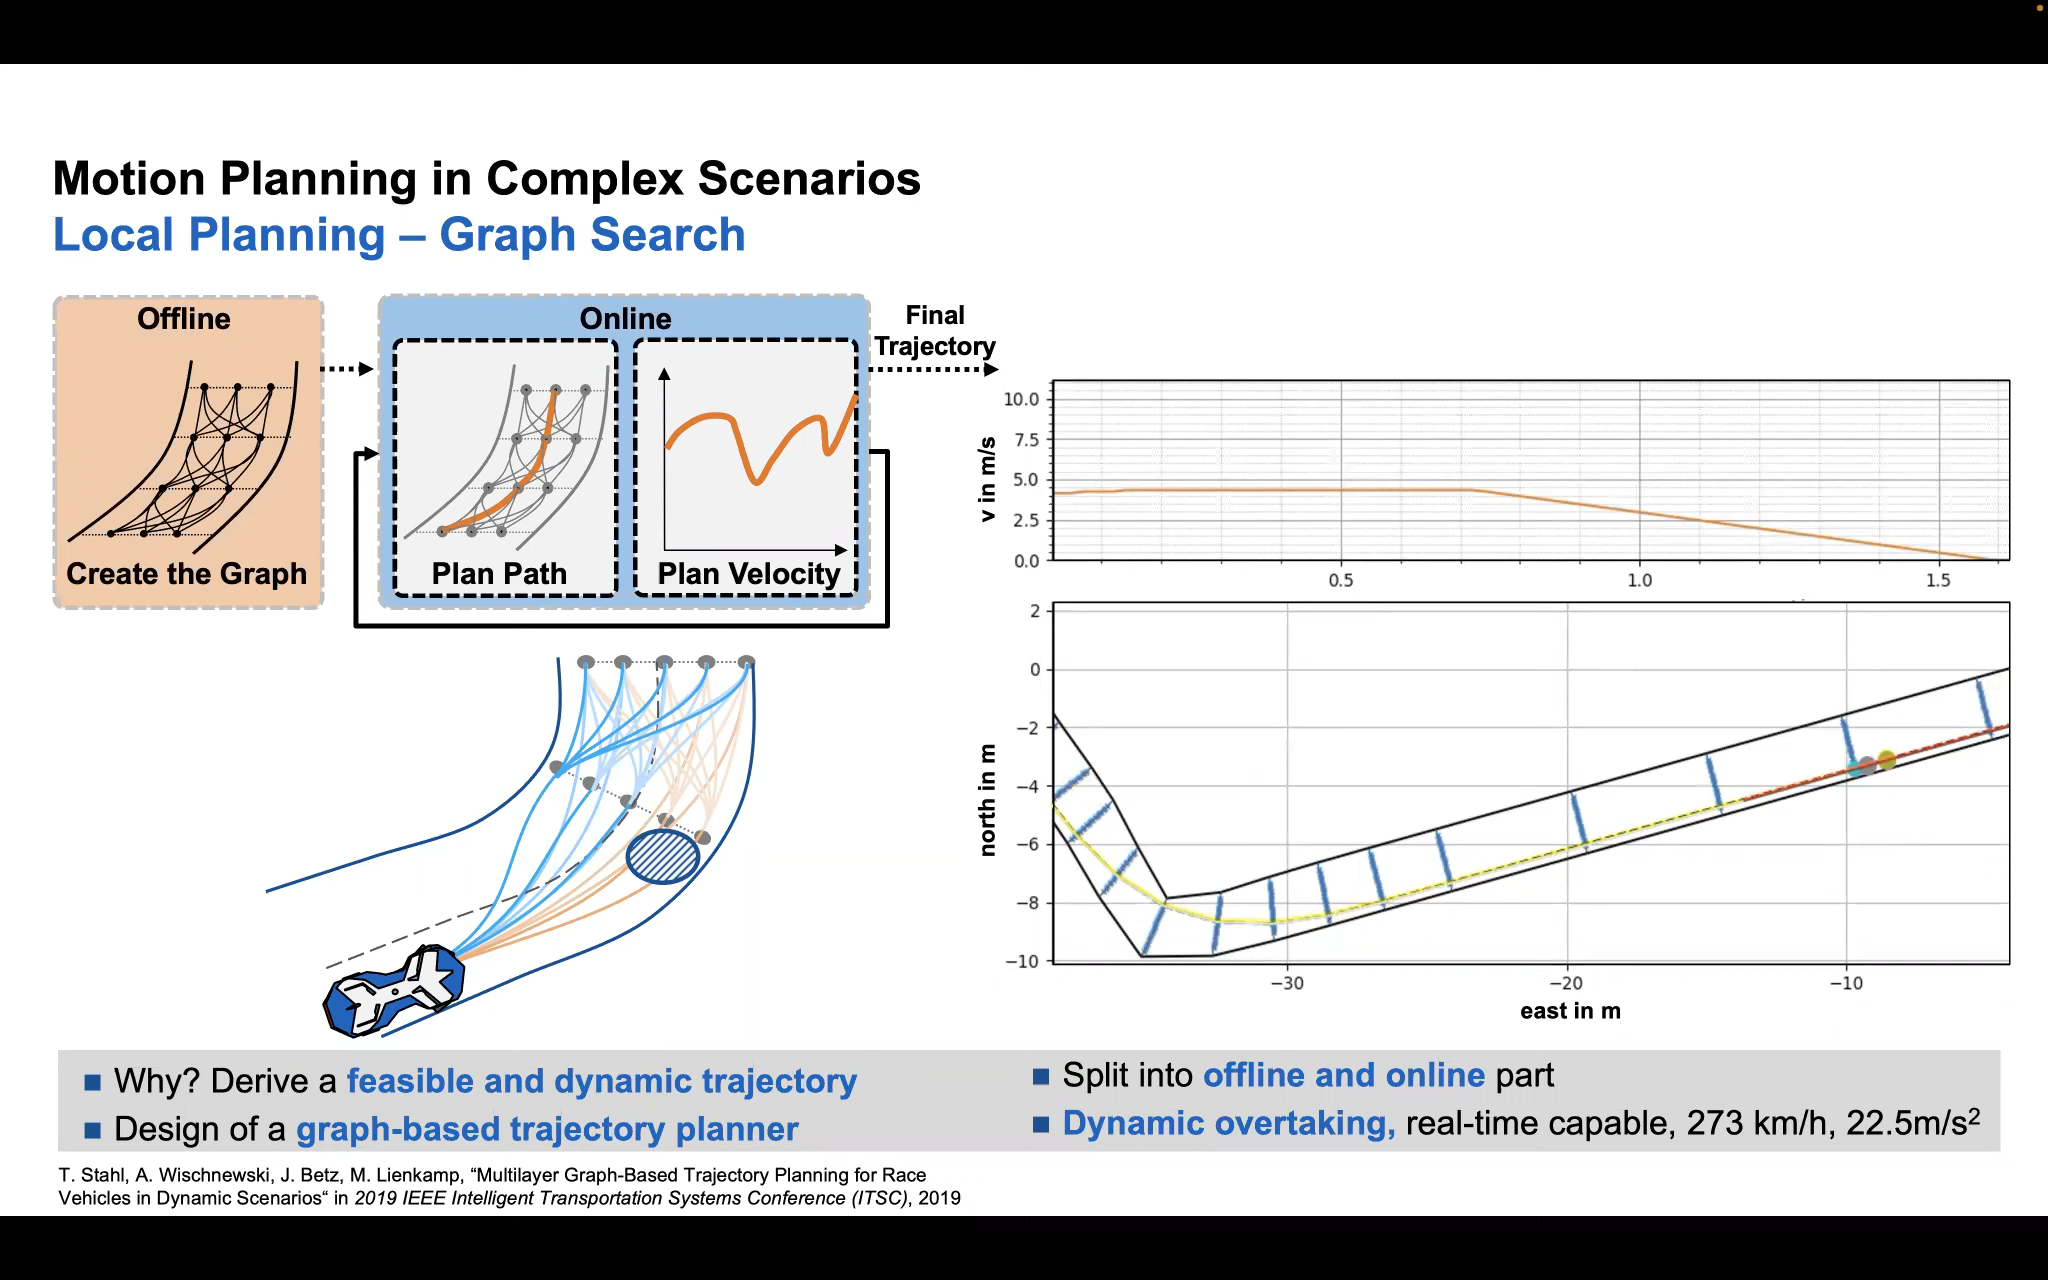 Motion Planning in Complex Scenarios
Local Planning – Graph Search
Offline
Create the Graph
Online
Plan Path
Plan Velocity
Final
Trajectory
10.0
7.5
5.0
2.5
0.0
v in m/s
0.5
1.0
1.5
2
0
−2
−4
−6
−8
−10
north in m
−30
−20
−10
east in m
■ Why? Derive a feasible and dynamic trajectory
■ Design of a graph-based trajectory planner
■ Split into offline and online part
■ Dynamic overtaking, real-time capable, 273 km/h, 22.5m/s²
T. Stahl, A. Wischnewski, J. Betz, M. Lienkamp, “Multilayer Graph-Based Trajectory Planning for Race
Vehicles in Dynamic Scenarios“ in 2019 IEEE Intelligent Transportation Systems Conference (ITSC), 2019